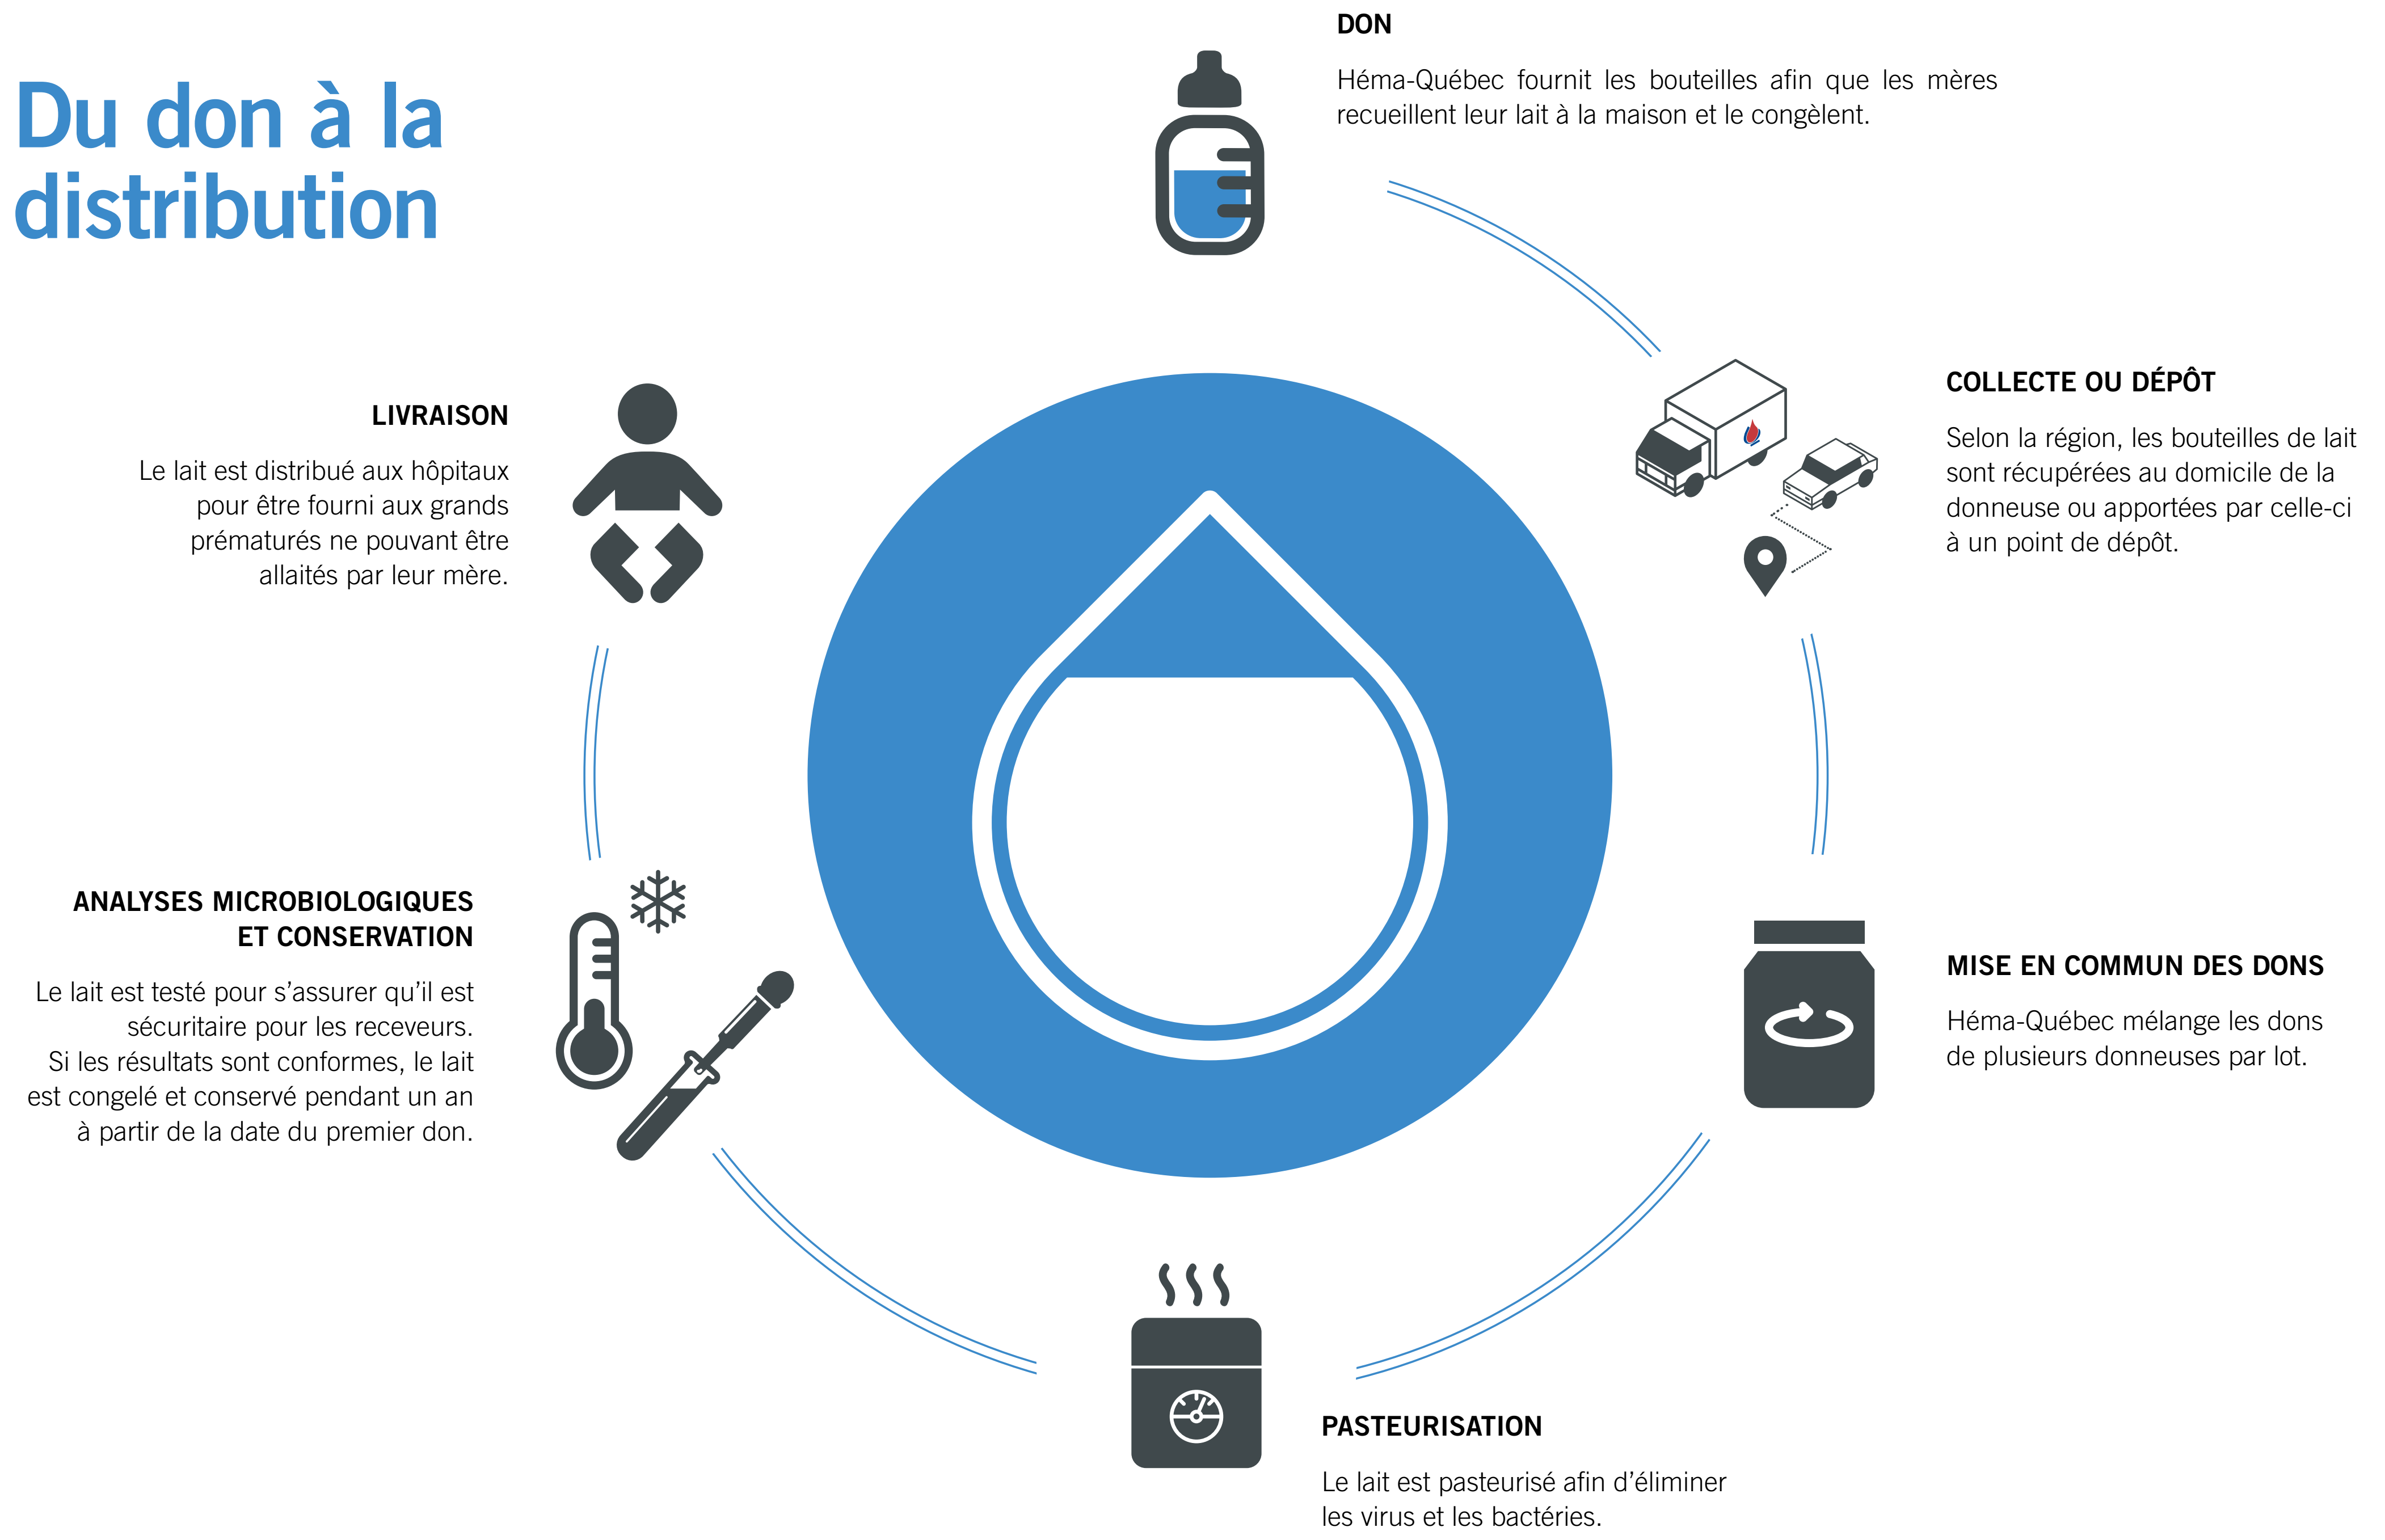 Du don à la
distribution
DON
Héma-Québec fournit les bouteilles afin que les mères
recueillent leur lait à la maison et le congèlent.
COLLECTE OU DÉPÔT
Selon la région, les bouteilles de lait
sont récupérées au domicile de la
donneuse ou apportées par celle-ci
à un point de dépôt.
MISE EN COMMUN DES DONS
Héma-Québec mélange les dons
de plusieurs donneuses par lot.
PASTEURISATION
Le lait est pasteurisé afin d’éliminer
les virus et les bactéries.
ANALYSES MICROBIOLOGIQUES
ET CONSERVATION
Le lait est testé pour s’assurer qu’il est
sécuritaire pour les receveurs.
Si les résultats sont conformes, le lait
est congelé et conservé pendant un an
à partir de la date du premier don.
LIVRAISON
Le lait est distribué aux hôpitaux
pour être fourni aux grands
prématurés ne pouvant être
allaités par leur mère.